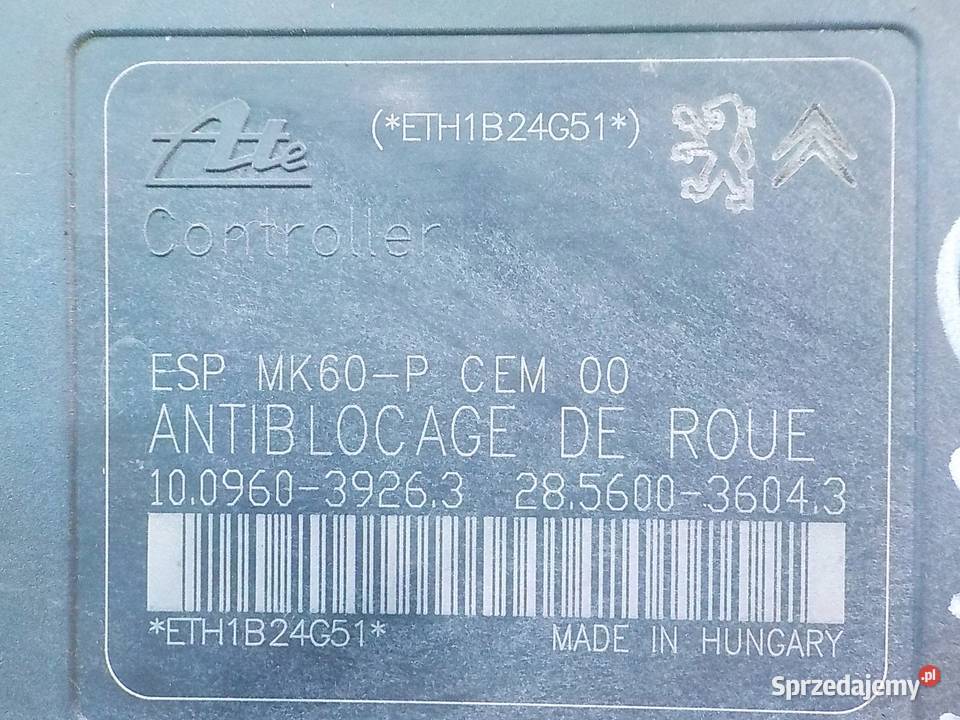 Ate (*ETH1B24G51*)
Controller
ESP MK60-P CEM 00
ANTIBLOCAGE DE ROUE
10.0960-3926.3 28.5600-3604.3
*ETH1B24G51* MADE IN HUNGARY
Sprzedajemy.pl